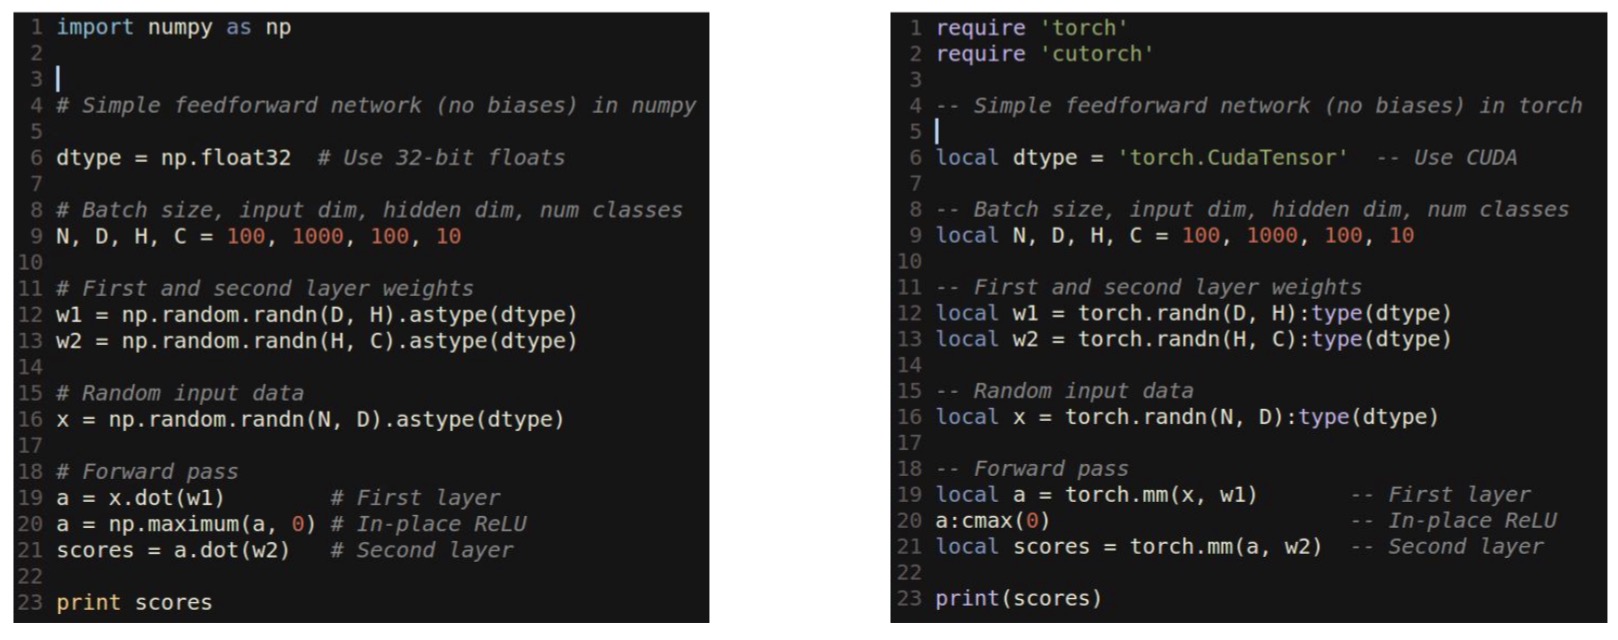 1 import numpy as np
2
3
4 # Simple feedforward network (no biases) in numpy
5
6 dtype = np.float32  # Use 32-bit floats
7
8 # Batch size, input dim, hidden dim, num classes
9 N, D, H, C = 100, 1000, 100, 10
10
11 # First and second layer weights
12 w1 = np.random.randn(D, H).astype(dtype)
13 w2 = np.random.randn(H, C).astype(dtype)
14
15 # Random input data
16 x = np.random.randn(N, D).astype(dtype)
17
18 # Forward pass
19 a = x.dot(w1)        # First layer
20 a = np.maximum(a, 0) # In-place ReLU
21 scores = a.dot(w2)   # Second layer
22
23 print scores
1 require 'torch'
2 require 'cutorch'
3
4 -- Simple feedforward network (no biases) in torch
5
6 local dtype = 'torch.CudaTensor'  -- Use CUDA
7
8 -- Batch size, input dim, hidden dim, num classes
9 local N, D, H, C = 100, 1000, 100, 10
10
11 -- First and second layer weights
12 local w1 = torch.randn(D, H):type(dtype)
13 local w2 = torch.randn(H, C):type(dtype)
14
15 -- Random input data
16 local x = torch.randn(N, D):type(dtype)
17
18 -- Forward pass
19 local a = torch.mm(x, w1)       -- First layer
20 a:cmax(0)                       -- In-place ReLU
21 local scores = torch.mm(a, w2)  -- Second layer
22
23 print(scores)